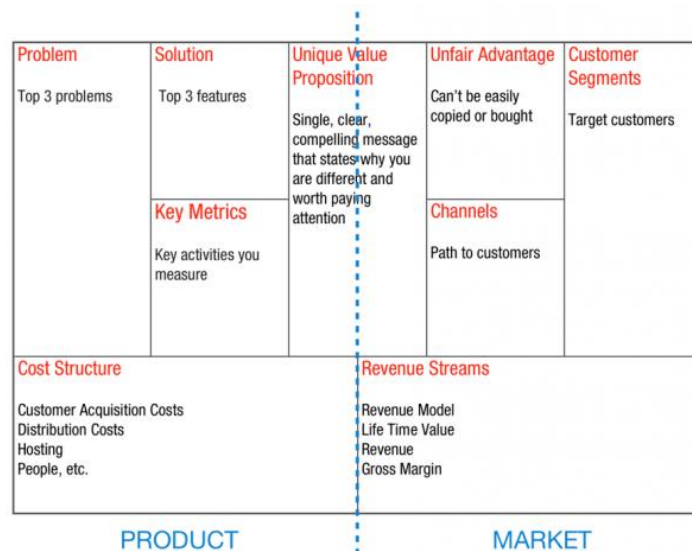 Problem
Top 3 problems
Solution
Top 3 features
Key Metrics
Key activities you
measure
Unique Value
Proposition
Single, clear,
compelling message
that states why you
are different and
worth paying
attention
Unfair Advantage
Can't be easily
copied or bought
Channels
Path to customers
Customer
Segments
Target customers
Cost Structure
Customer Acquisition Costs
Distribution Costs
Hosting
People, etc.
Revenue Streams
Revenue Model
Life Time Value
Revenue
Gross Margin
PRODUCT
MARKET